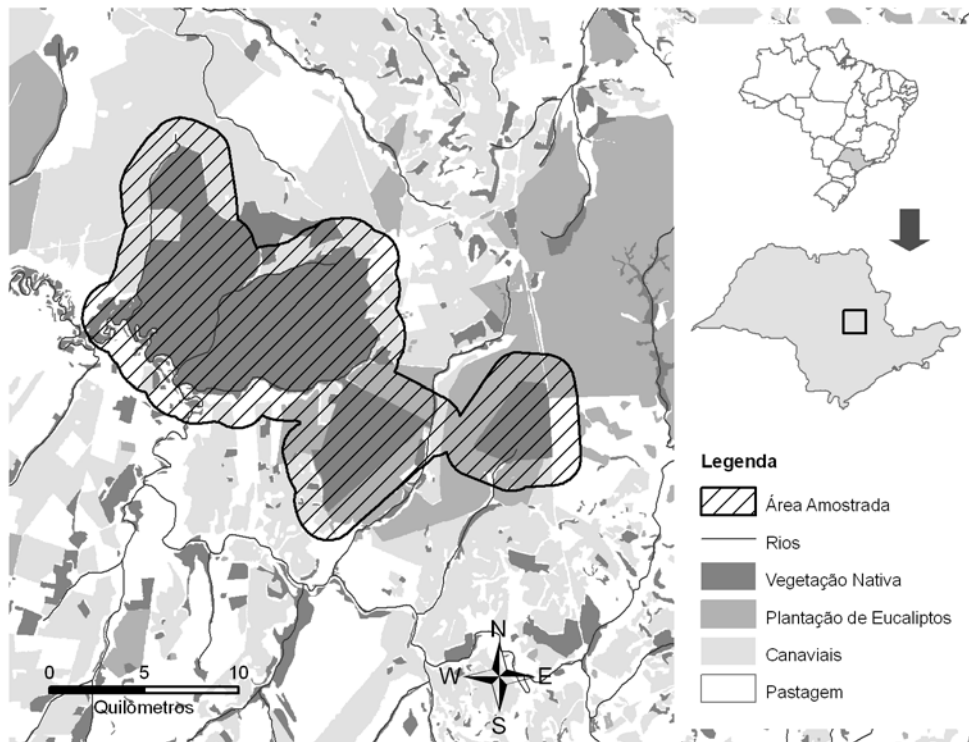 Legenda
Área Amostrada
Rios
Vegetação Nativa
Plantação de Eucaliptos
Canaviais
Pastagem
N
W E
S
0 5 10
Quilômetros